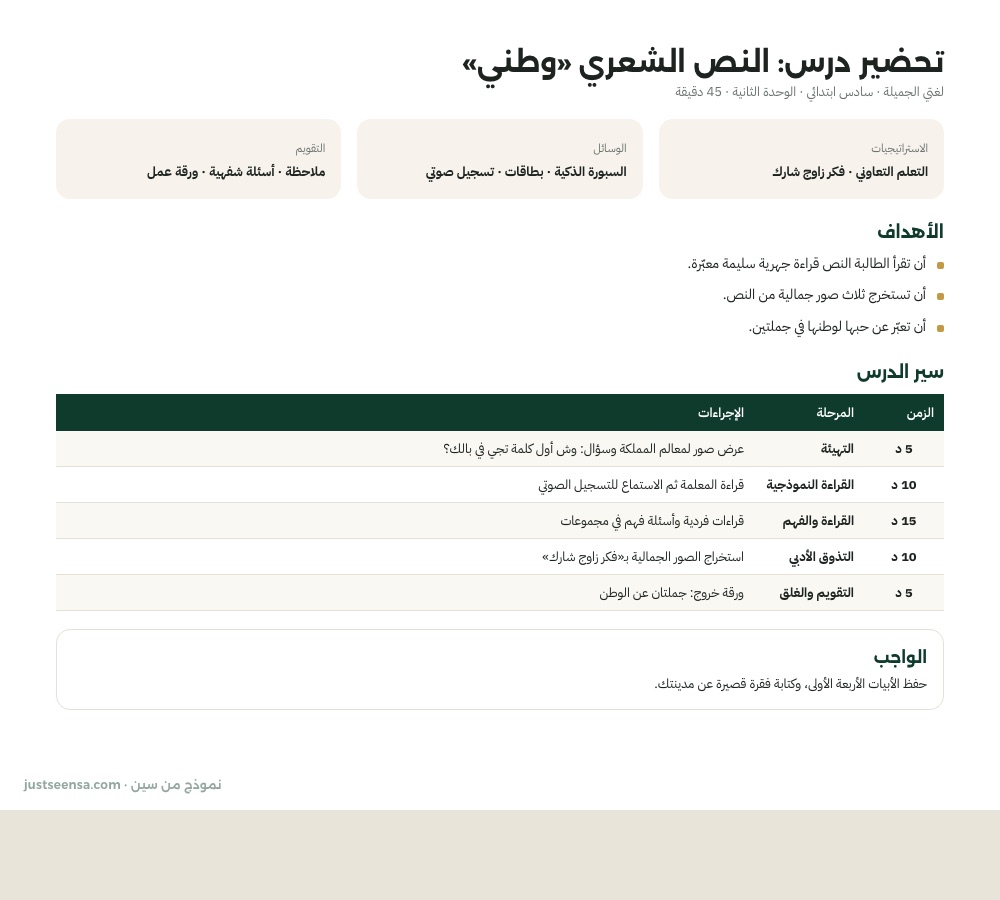 تحضير درس: النص الشعري «وطني»
لغتي الجميلة · سادس ابتدائي · الوحدة الثانية · 45 دقيقة
الاستراتيجيات
التعلم التعاوني · فكر زاوج شارك
الوسائل
السبورة الذكية · بطاقات · تسجيل صوتي
التقويم
ملاحظة · أسئلة شفهية · ورقة عمل
الأهداف
أن تقرأ الطالبة النص قراءة جهرية سليمة معبّرة.
أن تستخرج ثلاث صور جمالية من النص.
أن تعبّر عن حبها لوطنها في جملتين.
سير الدرس
الزمن المرحلة الإجراءات
5 د التهيئة عرض صور لمعالم المملكة وسؤال: وش أول كلمة تجي في بالك؟
10 د القراءة النموذجية قراءة المعلمة ثم الاستماع للتسجيل الصوتي
15 د القراءة والفهم قراءات فردية وأسئلة فهم في مجموعات
10 د التذوق الأدبي استخراج الصور الجمالية بـ«فكر زاوج شارك»
5 د التقويم والغلق ورقة خروج: جملتان عن الوطن
الواجب
حفظ الأبيات الأربعة الأولى، وكتابة فقرة قصيرة عن مدينتك.
نموذج من سين · justseensa.com